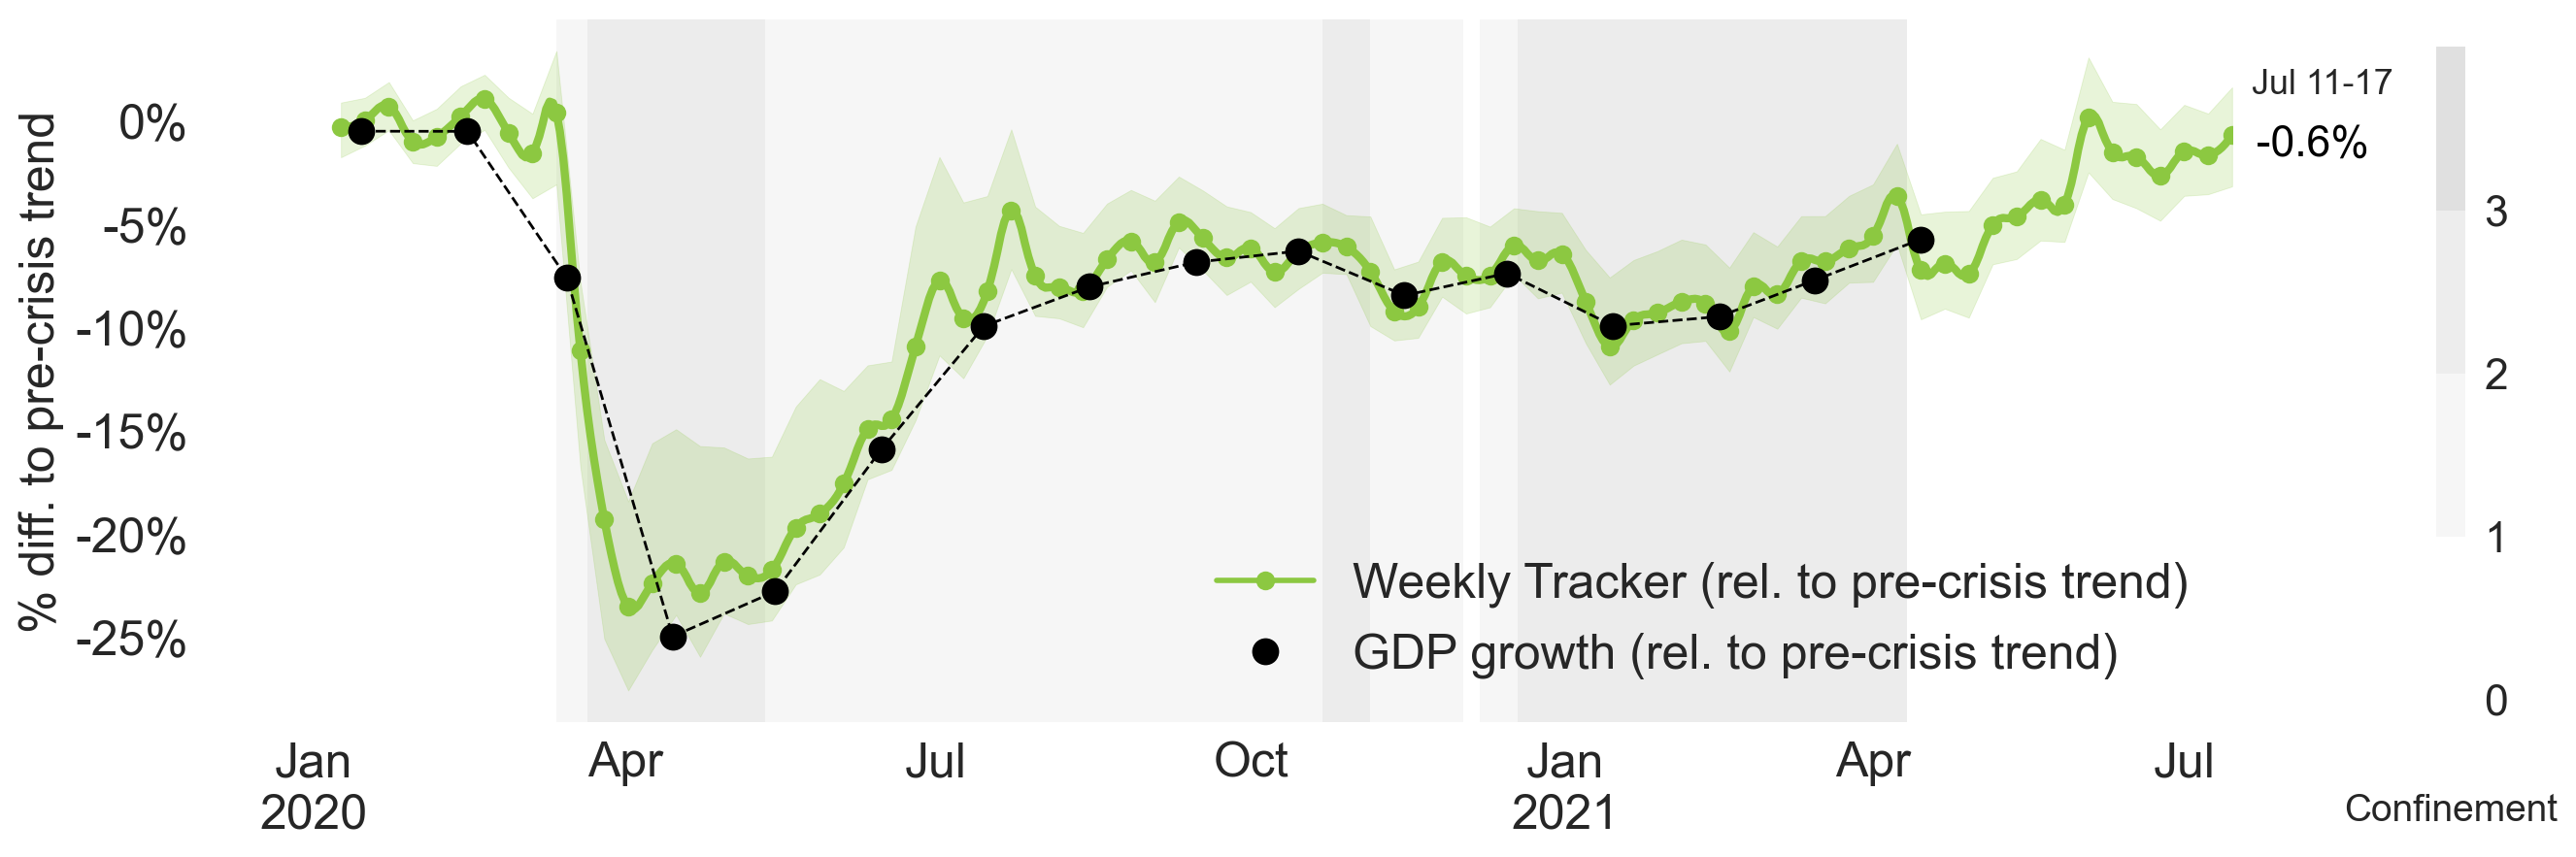 % diff. to pre-crisis trend
0%
-5%
-10%
-15%
-20%
-25%
Jul 11-17
-0.6%
Weekly Tracker (rel. to pre-crisis trend)
GDP growth (rel. to pre-crisis trend)
3
2
1
0
Confinement
Jan Apr Jul Oct Jan Apr Jul
2020 2021